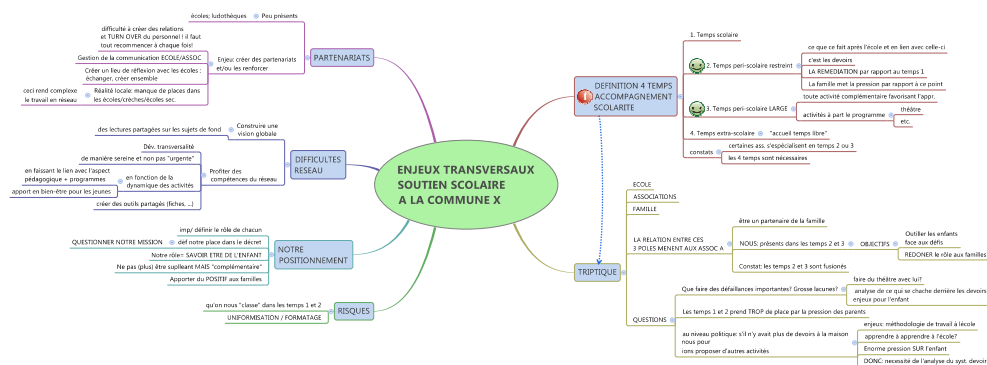 ENJEUX TRANSVERSAUX
SOUTIEN SCOLAIRE
A LA COMMUNE X
PARTENARIATS
Peu présents
écoles; ludothèques
Enjeu: créer des partenariats
et/ou les renforcer
difficulté à créer des relations
et TURN OVER du personnel ! il faut
tout recommencer à chaque fois!
Gestion de la communication ECOLE/ASSOC
Créer un lieu de réflexion avec les écoles :
échanger, créer ensemble
Réalité locale: manque de places dans
les écoles/crèches/écoles sec.
ceci rend complexe
le travail en réseau
DIFFICULTES
RESEAU
Construire une
vision globale
des lectures partagées sur les sujets de fond
Profiter des
compétences du réseau
Dév. transversalité
de manière sereine et non pas "urgente"
en fonction de la
dynamique des activités
en faissant le lien avec l'aspect
pédagogique + programmes
apport en bien-être pour les jeunes
créer des outils partagés (fiches, ...)
NOTRE
POSITIONNEMENT
imp/ définir le rôle de chacun
déf notre place dans le décret
QUESTIONNER NOTRE MISSION
Notre rôle= SAVOIR ETRE DE L'ENFANT
Ne pas (plus) être suplleant MAIS "complémentaire"
Apporter du POSITIF aux familles
RISQUES
qu'on nous "classe" dans les temps 1 et 2
UNIFORMISATION / FORMATAGE
DEFINITION 4 TEMPS
ACCOMPAGNEMENT
SCOLARITE
1. Temps scolaire
2. Temps peri-scolaire restreint
ce que ce fait après l'école et en lien avec celle-ci
c'est les devoirs
LA REMEDIATION par rapport au temps 1
La famille met la pression par rapport à ce point
3. Temps peri-scolaire LARGE
toute activité complémentaire favorisant l'appr.
activités à part le programme
théâtre
etc.
4. Temps extra-scolaire
"accueil temps libre"
constats
certaines ass. s'espécialisent en temps 2 ou 3
les 4 temps sont nécessaires
TRIPTIQUE
ECOLE
ASSOCIATIONS
FAMILLE
LA RELATION ENTRE CES
3 POLES MENENT AUX ASSOC A
être un partenaire de la famille
NOUS: présents dans les temps 2 et 3
OBJECTIFS
Outiller les enfants
face aux défis
REDONER le rôle aux familles
Constat: les temps 2 et 3 sont fusionés
QUESTIONS
Que faire des défaillances importantes? Grosse lacunes?
faire du théâtre avec lui?
analyse de ce qui se chache derrière les devoirs
enjeux pour l'enfant
Les temps 1 et 2 prend TROP de place par la pression des parents
au niveau politique: s'il n'y avait plus de devoirs à la maison
nous pour
ions proposer d'autres activités
enjeux: méthodologie de travail à lécole
apprendre à apprendre à l'école?
Enorme pression SUR l'enfant
DONC: necessité de l'analyse du syst. devoir